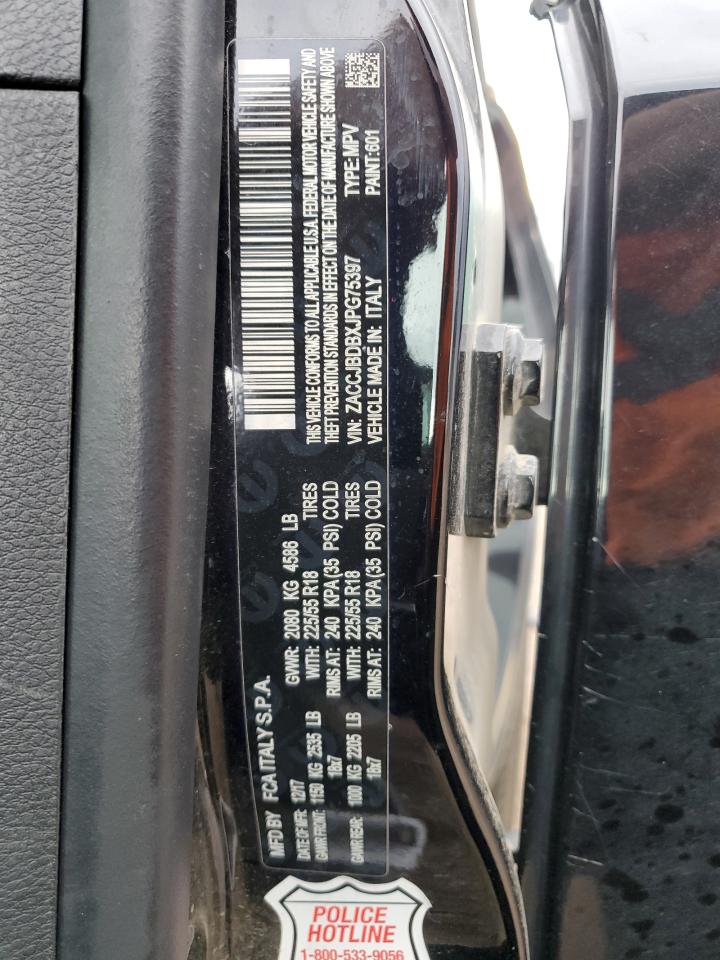 MFD BY FCA ITALY S.P.A.
DATE OF MFR: 12/17 GVWR: 2080 KG 4586 LB
GAWR FRONT: 1150 KG 2535 LB WITH: 225/55 R18 TIRES
18x7 RIMS AT: 240 KPA(35 PSI) COLD
GAWR REAR: 1000 KG 2205 LB WITH: 225/55 R18 TIRES
18x7 RIMS AT: 240 KPA(35 PSI) COLD
THIS VEHICLE CONFORMS TO ALL APPLICABLE U.S.A. FEDERAL MOTOR VEHICLE SAFETY AND
THEFT PREVENTION STANDARDS IN EFFECT ON THE DATE OF MANUFACTURE SHOWN ABOVE
VIN: ZACCJBDBXJPG75397 TYPE: MPV
VEHICLE MADE IN: ITALY PAINT: 601
POLICE
HOTLINE
1-800-533-9056